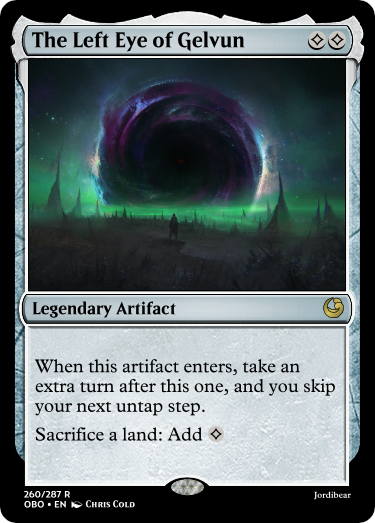 The Left Eye of Gelvun
Legendary Artifact
When this artifact enters, take an
extra turn after this one, and you skip
your next untap step.
Sacrifice a land: Add
260/287 R
OBO • EN Chris Cold
Jordibear